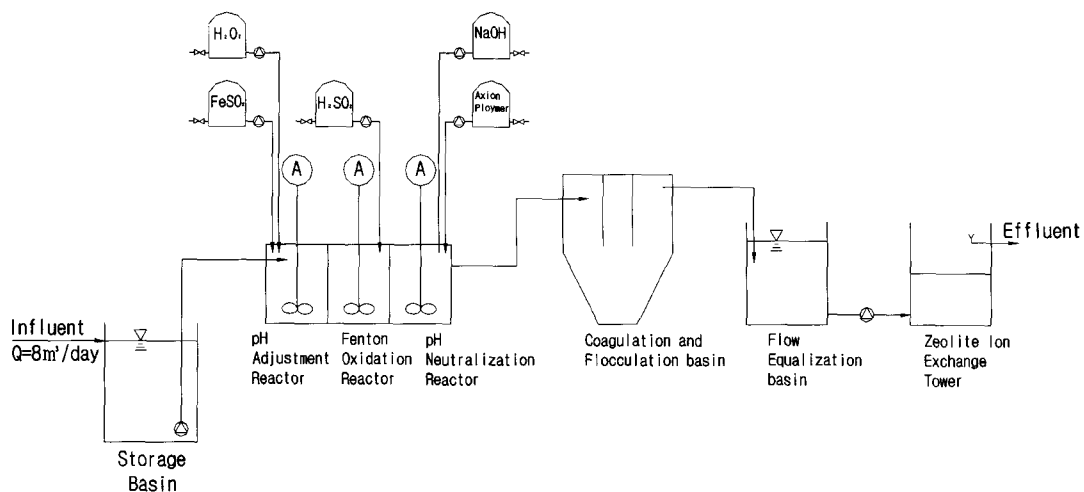 H₂O₂
NaOH
FeSO₄
H₂SO₄
Axion
Ploymer
A
A
A
Effluent
Influent
Q=8m³/day
pH
Adjustment
Reactor
Fenton
Oxidation
Reactor
pH
Neutralization
Reactor
Coagulation and
Flocculation basin
Flow
Equalization
basin
Zeolite Ion
Exchange
Tower
Storage
Basin